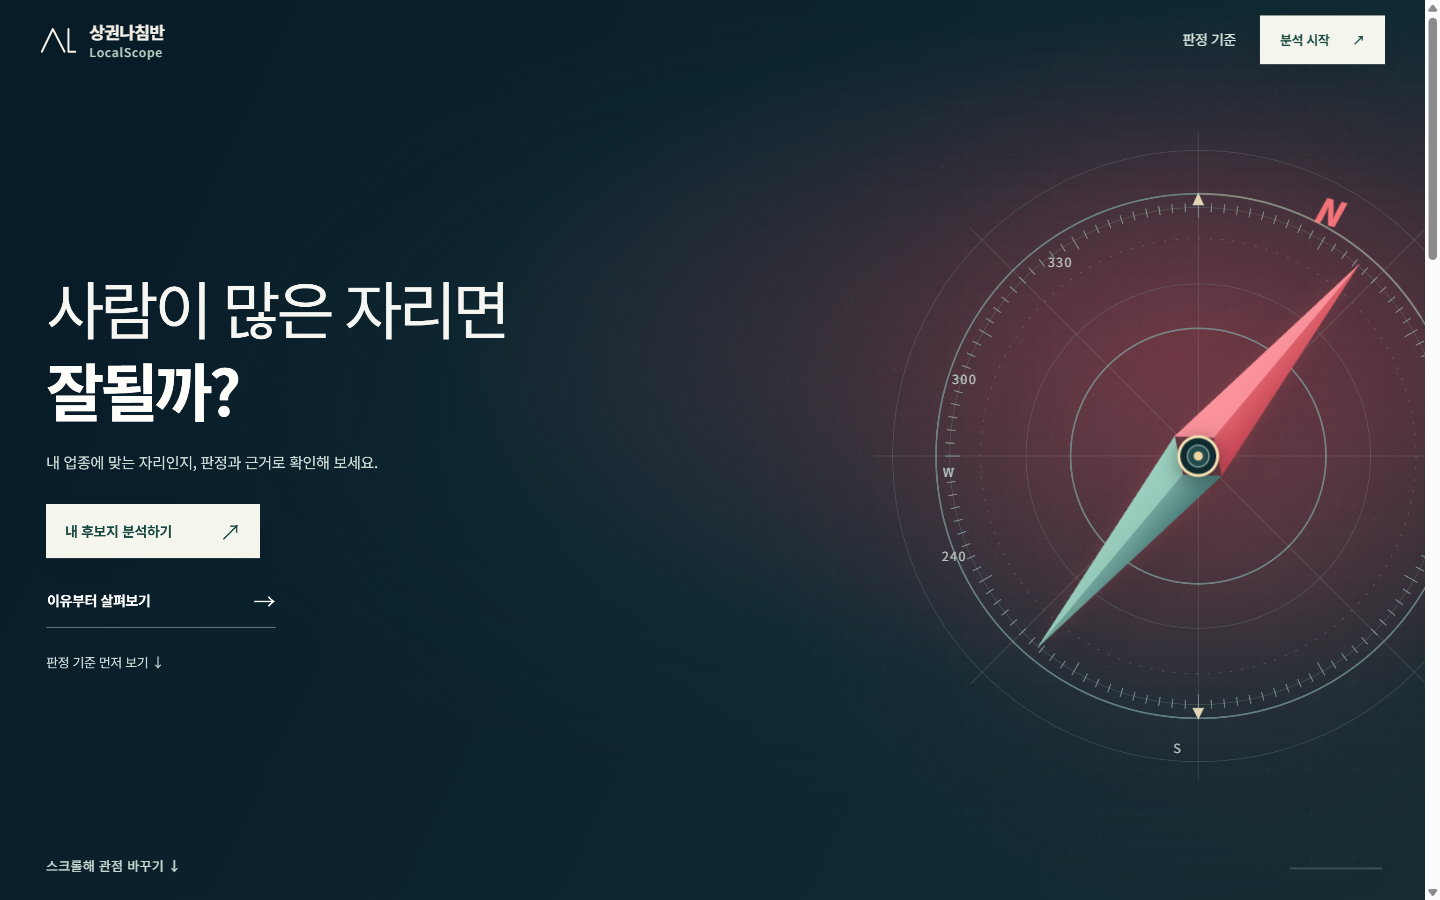 상권나침반
LocalScope
판정 기준
분석 시작 ↗
N
330
300
W
240
S
사람이 많은 자리면
잘될까?
내 업종에 맞는 자리인지, 판정과 근거로 확인해 보세요.
내 후보지 분석하기 ↗
이유부터 살펴보기 →
판정 기준 먼저 보기 ↓
스크롤해 관점 바꾸기 ↓